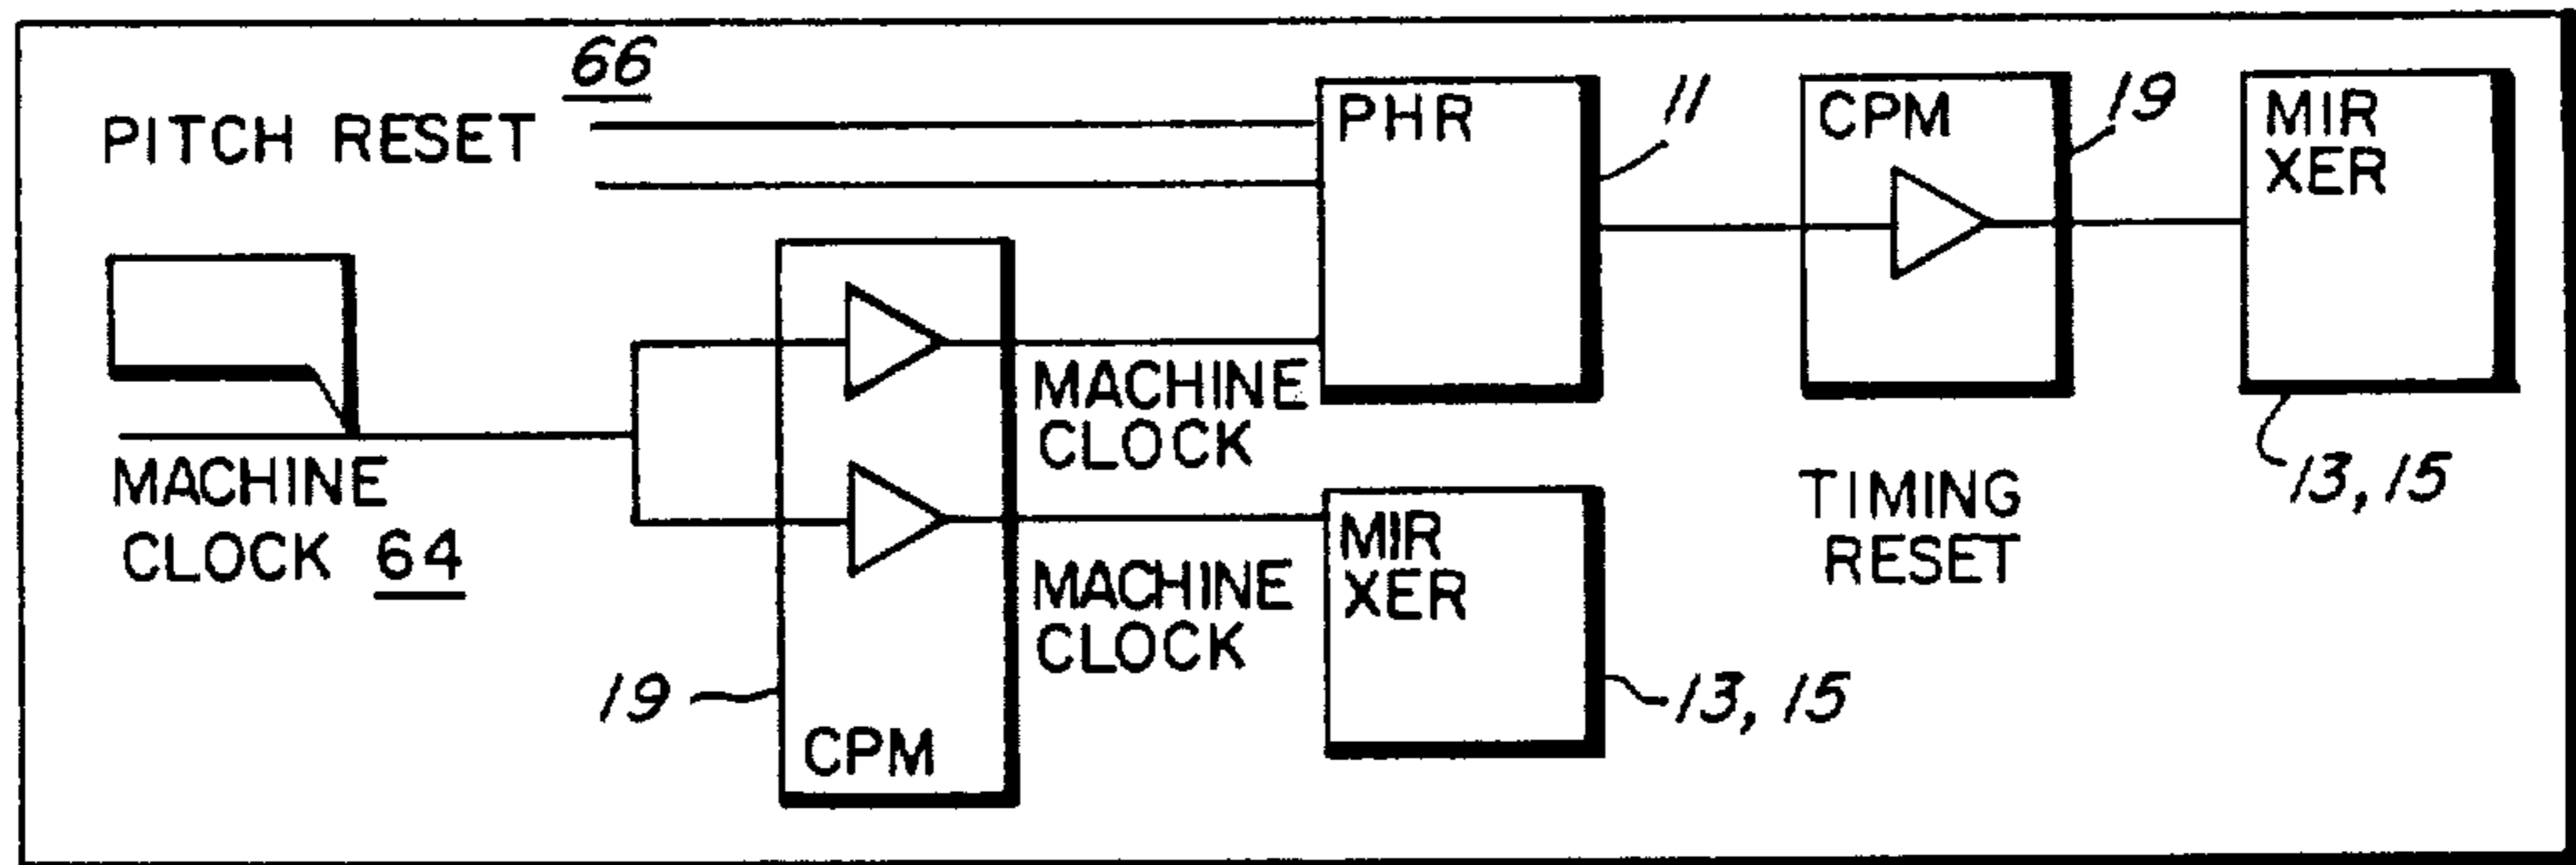 66
PITCH RESET
PHR
11
CPM
19
MIR
XER
13, 15
MACHINE
CLOCK 64
MACHINE
CLOCK
TIMING
RESET
MACHINE
CLOCK
MIR
XER
13, 15
19
CPM